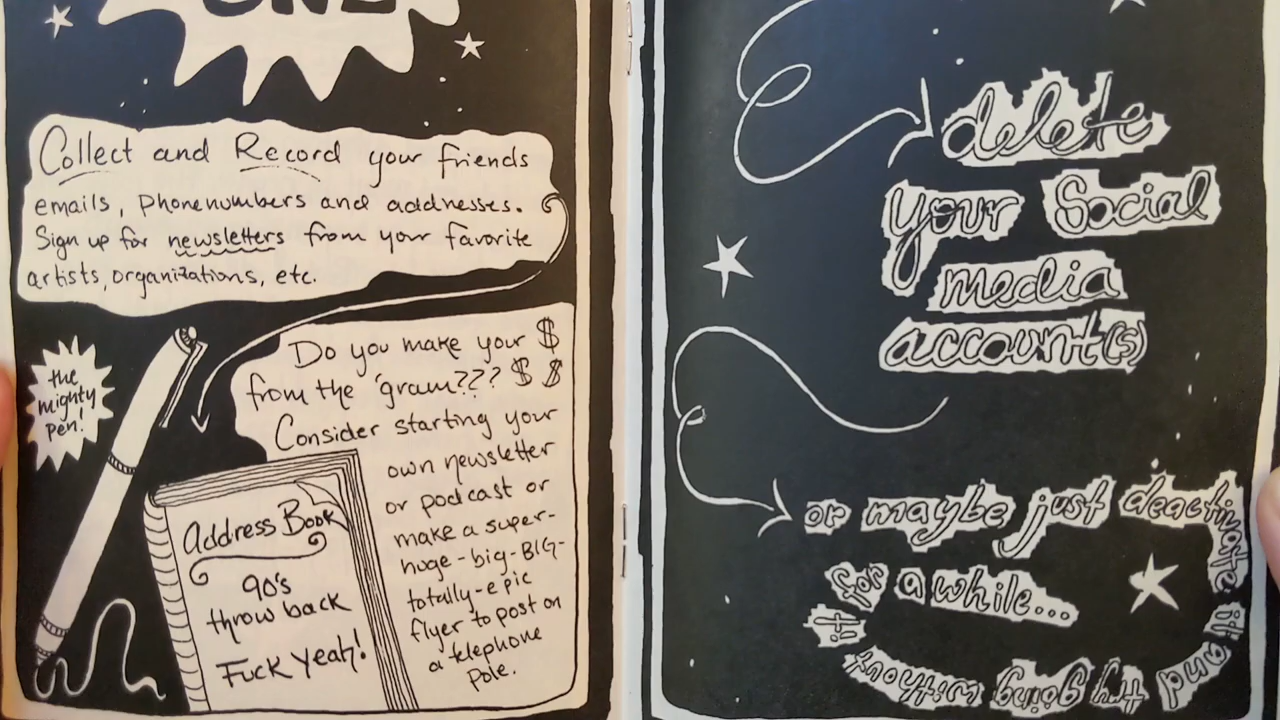 ONE
Collect and Record your friends
emails, phonenumbers and addnesses.
Sign up for newsletters from your favorite
artists, organizations, etc.
the
mighty
pen!
Do you make your $
from the 'gram??? $ $
Consider starting your
own newsletter
or podcast or
make a super-
huge-big-BIG-
totally-epic
flyer to post on
a telephone
pole.
Address Book
90's
throw back
Fuck Yeah!
delete
your Social
media
account(s)
or maybe just deactivate
it and try going without
it
for a while...